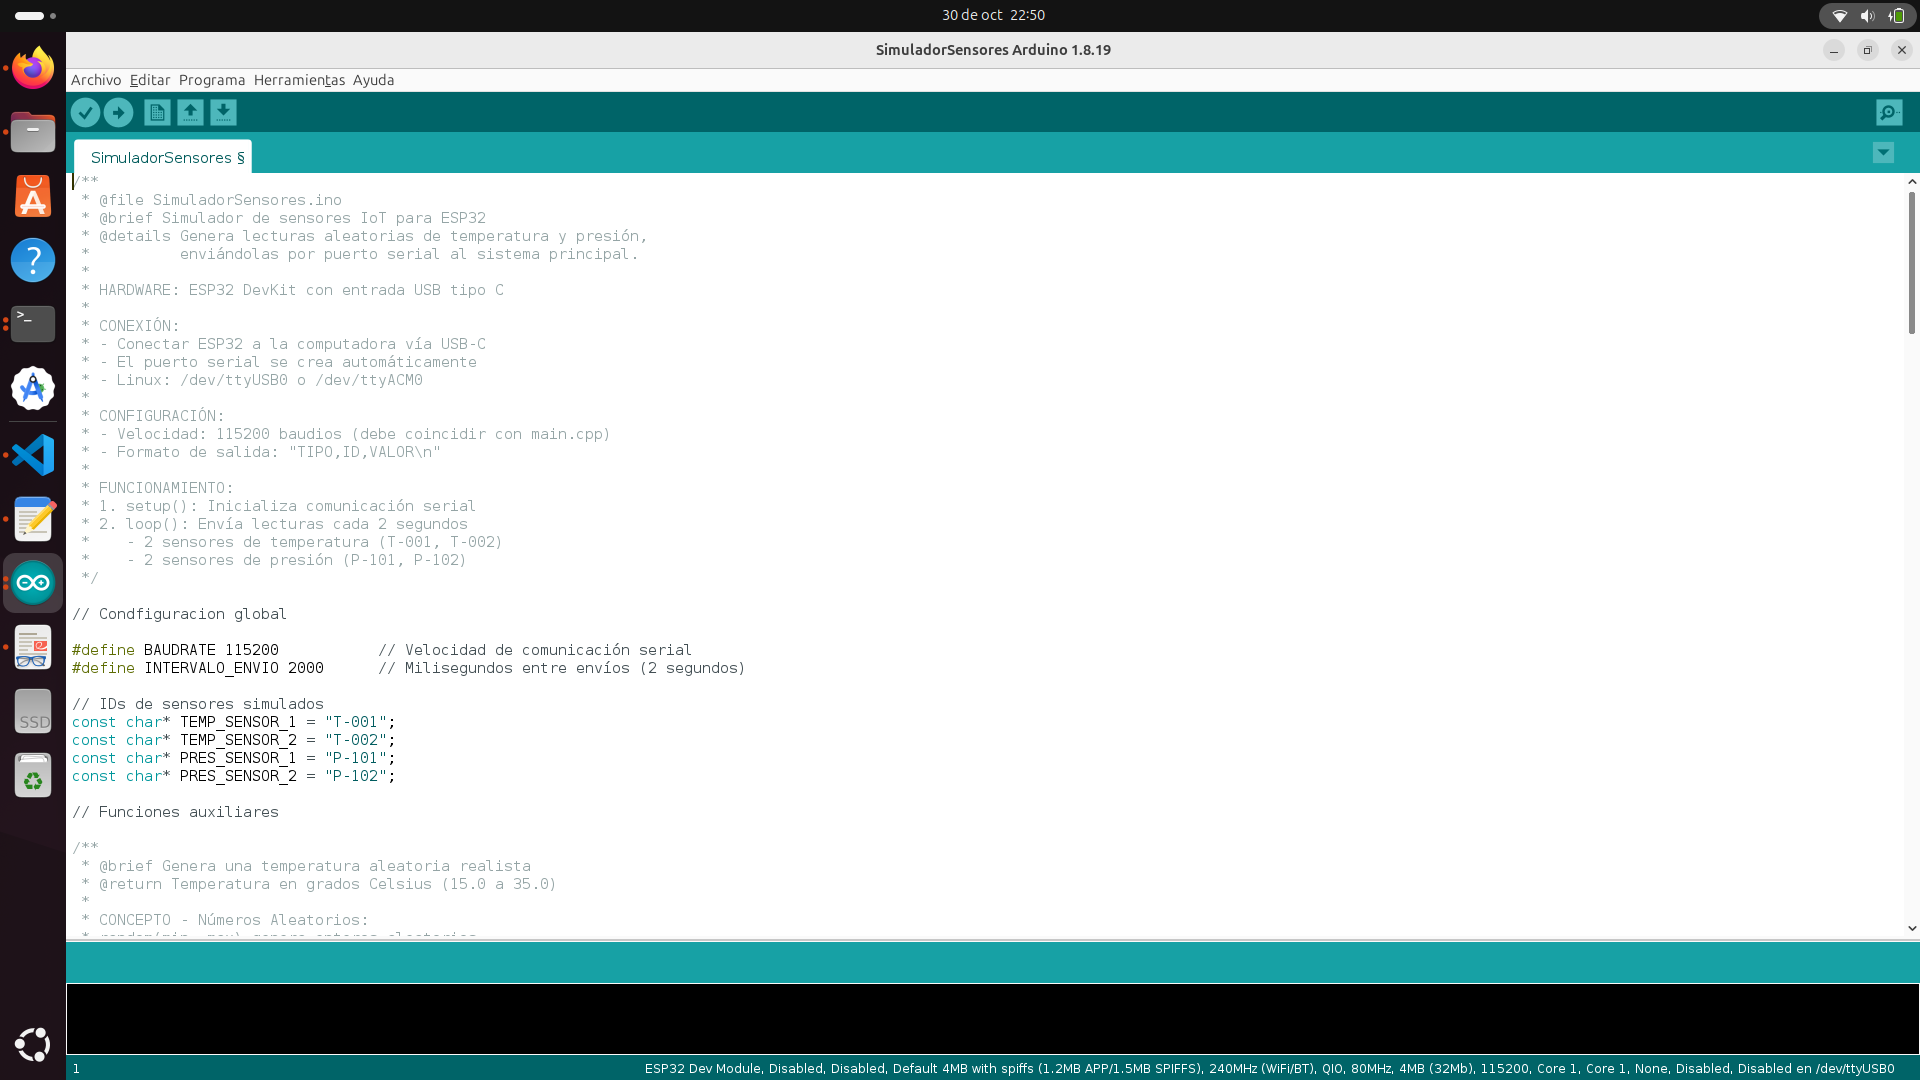 30 de oct 22:50
SimuladorSensores Arduino 1.8.19
Archivo Editar Programa Herramientas Ayuda
SimuladorSensores §
/**
* @file SimuladorSensores.ino
* @brief Simulador de sensores IoT para ESP32
* @details Genera lecturas aleatorias de temperatura y presión,
* enviándolas por puerto serial al sistema principal.
*
* HARDWARE: ESP32 DevKit con entrada USB tipo C
*
* CONEXIÓN:
* - Conectar ESP32 a la computadora vía USB-C
* - El puerto serial se crea automáticamente
* - Linux: /dev/ttyUSB0 o /dev/ttyACM0
*
* CONFIGURACIÓN:
* - Velocidad: 115200 baudios (debe coincidir con main.cpp)
* - Formato de salida: "TIPO,ID,VALOR\n"
*
* FUNCIONAMIENTO:
* 1. setup(): Inicializa comunicación serial
* 2. loop(): Envía lecturas cada 2 segundos
* - 2 sensores de temperatura (T-001, T-002)
* - 2 sensores de presión (P-101, P-102)
*/
// Condfiguracion global
#define BAUDRATE 115200 // Velocidad de comunicación serial
#define INTERVALO_ENVIO 2000 // Milisegundos entre envíos (2 segundos)
// IDs de sensores simulados
const char* TEMP_SENSOR_1 = "T-001";
const char* TEMP_SENSOR_2 = "T-002";
const char* PRES_SENSOR_1 = "P-101";
const char* PRES_SENSOR_2 = "P-102";
// Funciones auxiliares
/**
* @brief Genera una temperatura aleatoria realista
* @return Temperatura en grados Celsius (15.0 a 35.0)
*
* CONCEPTO - Números Aleatorios:
* random(min, max) genera enteros aleatorios
SSD
1
ESP32 Dev Module, Disabled, Disabled, Default 4MB with spiffs (1.2MB APP/1.5MB SPIFFS), 240MHz (WiFi/BT), QIO, 80MHz, 4MB (32Mb), 115200, Core 1, Core 1, None, Disabled, Disabled en /dev/ttyUSB0